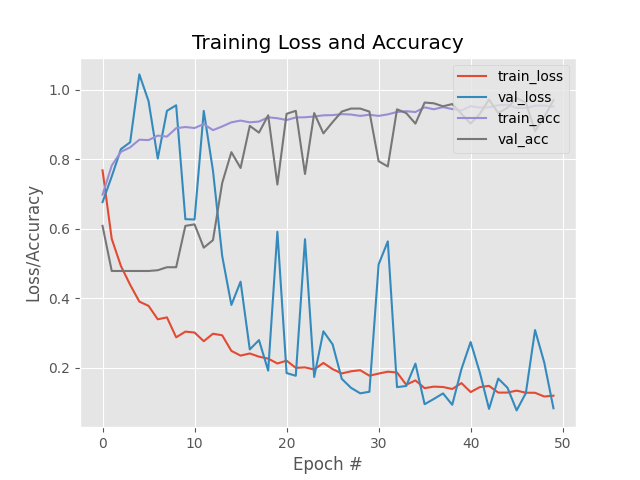 Training Loss and Accuracy
train_loss
val_loss
train_acc
val_acc
1.0
0.8
0.6
0.4
0.2
Loss/Accuracy
0 10 20 30 40 50
Epoch #